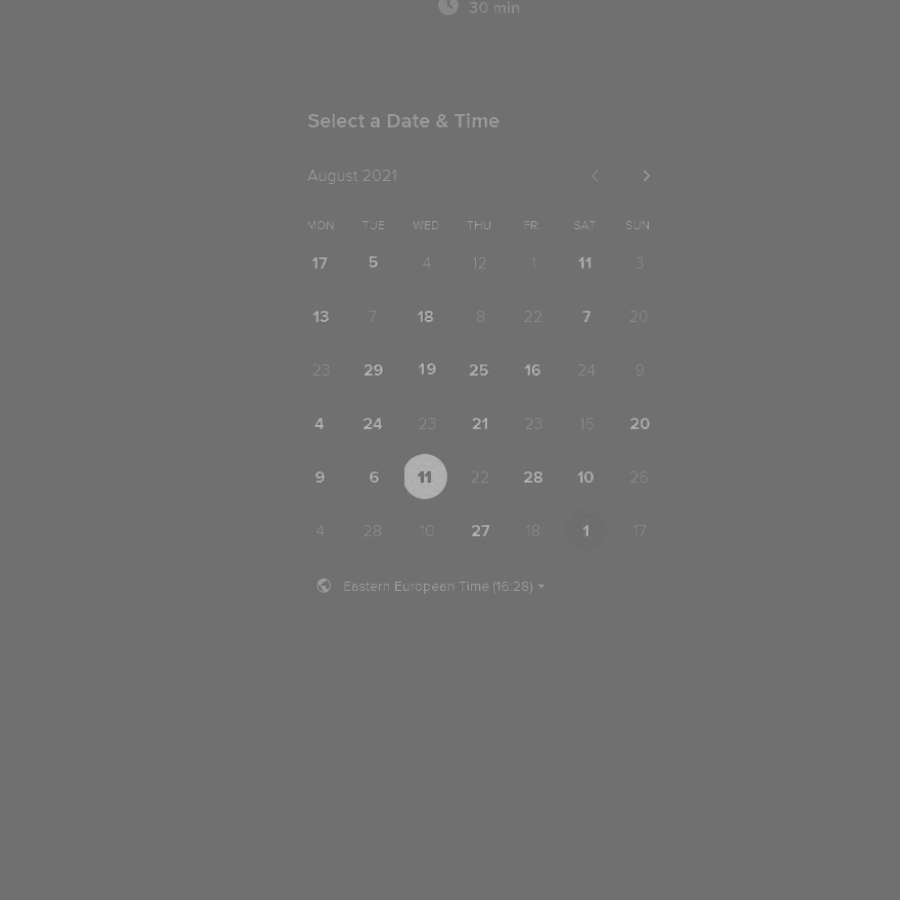 30 min
Select a Date & Time
August 2021
MON TUE WED THU FRI SAT SUN
17 5 4 12 1 11 3
13 7 18 8 22 7 20
23 29 19 25 16 24 9
4 24 23 21 23 16 20
9 6 11 22 28 10 26
4 28 10 27 18 1 17
Eastern European Time (16:28)